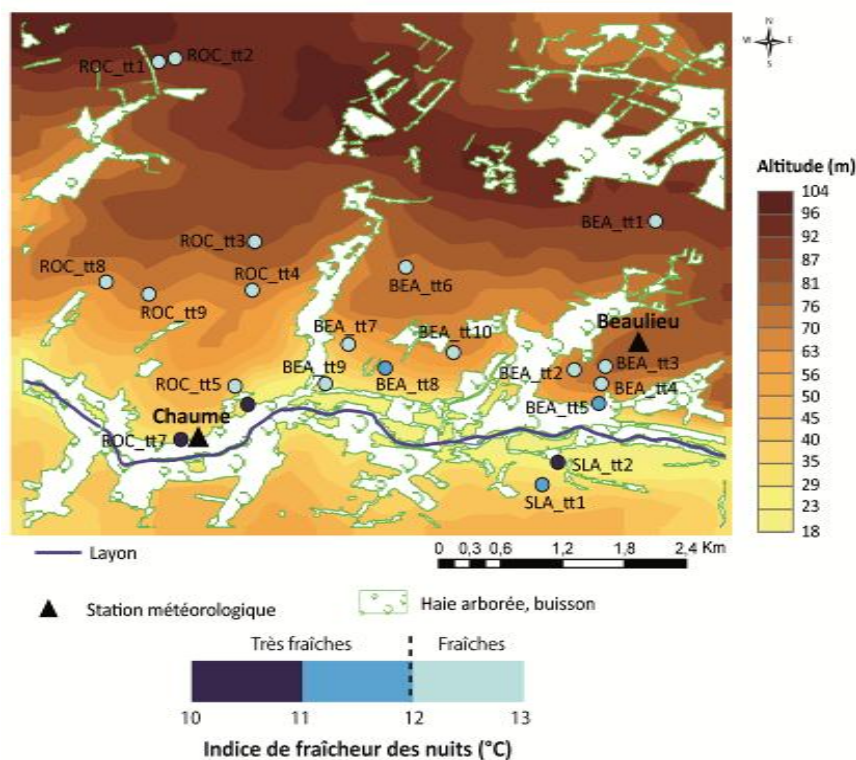 N
W E
S
ROC_tt1
ROC_tt2
BEA_tt1
ROC_tt3
ROC_tt8
ROC_tt4
BEA_tt6
ROC_tt9
BEA_tt7
BEA_tt10
Beaulieu
BEA_tt2
BEA_tt3
ROC_tt5
BEA_tt9
BEA_tt8
BEA_tt4
Chaume
BEA_tt5
ROC_tt7
SLA_tt2
SLA_tt1
Altitude (m)
104
96
92
87
81
76
70
63
56
50
45
40
35
29
23
18
Layon
0 0,3 0,6 1,2 1,8 2,4 Km
Station météorologique
Haie arborée, buisson
Très fraîches Fraîches
10 11 12 13
Indice de fraîcheur des nuits (°C)